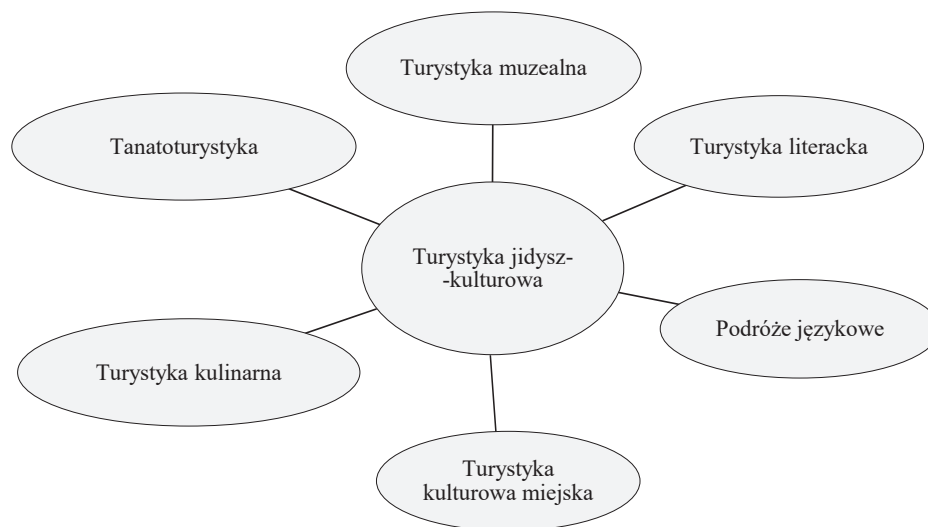 Turystyka muzealna
Tanatoturystyka
Turystyka literacka
Turystyka jidysz-
-kulturowa
Podróże językowe
Turystyka kulinarna
Turystyka
kulturowa miejska